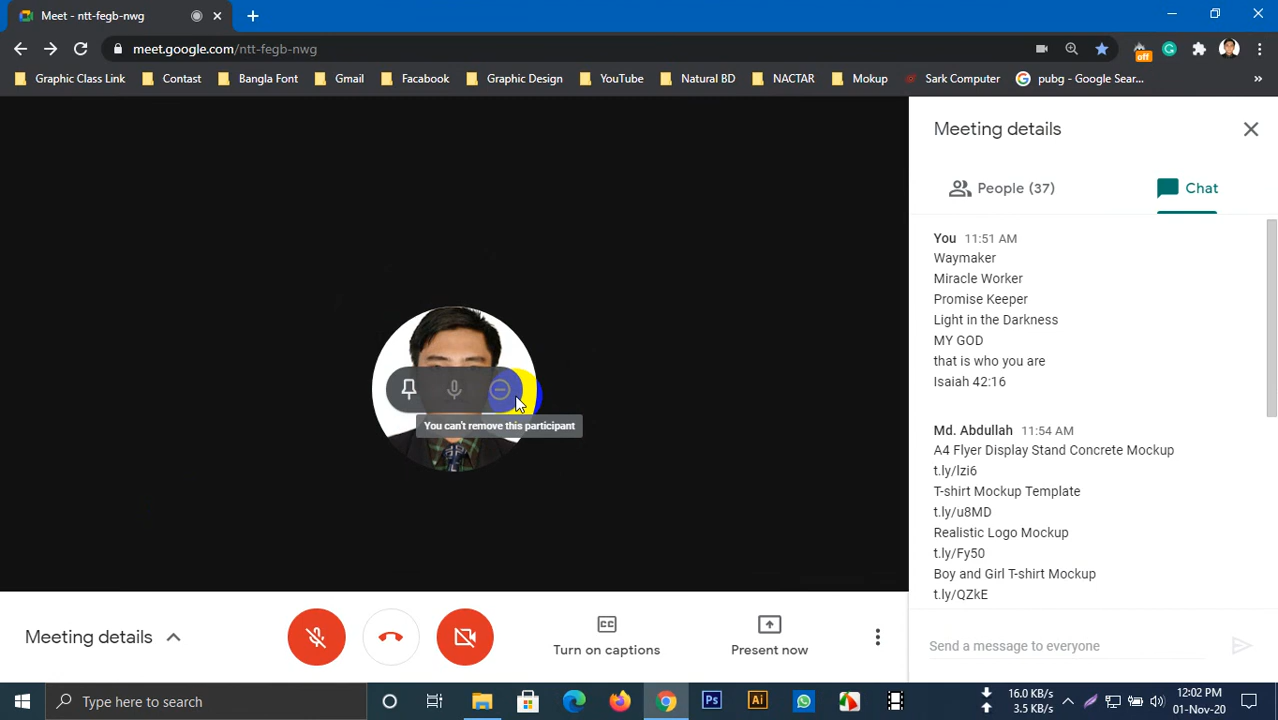 Meet - ntt-fegb-nwg
meet.google.com/ntt-fegb-nwg
off
Graphic Class Link
Contast
Bangla Font
Gmail
Facabook
Graphic Design
YouTube
Natural BD
NACTAR
Mokup
Sark Computer
pubg - Google Sear...
Meeting details
People (37)
Chat
You 11:51 AM
Waymaker
Miracle Worker
Promise Keeper
Light in the Darkness
MY GOD
that is who you are
Isaiah 42:16
Md. Abdullah 11:54 AM
A4 Flyer Display Stand Concrete Mockup
t.ly/lzi6
T-shirt Mockup Template
t.ly/u8MD
Realistic Logo Mockup
t.ly/Fy50
Boy and Girl T-shirt Mockup
t.ly/QZkE
Send a message to everyone
You can't remove this participant
Meeting details
Turn on captions
Present now
Type here to search
16.0 KB/s
3.5 KB/s
12:02 PM
01-Nov-20